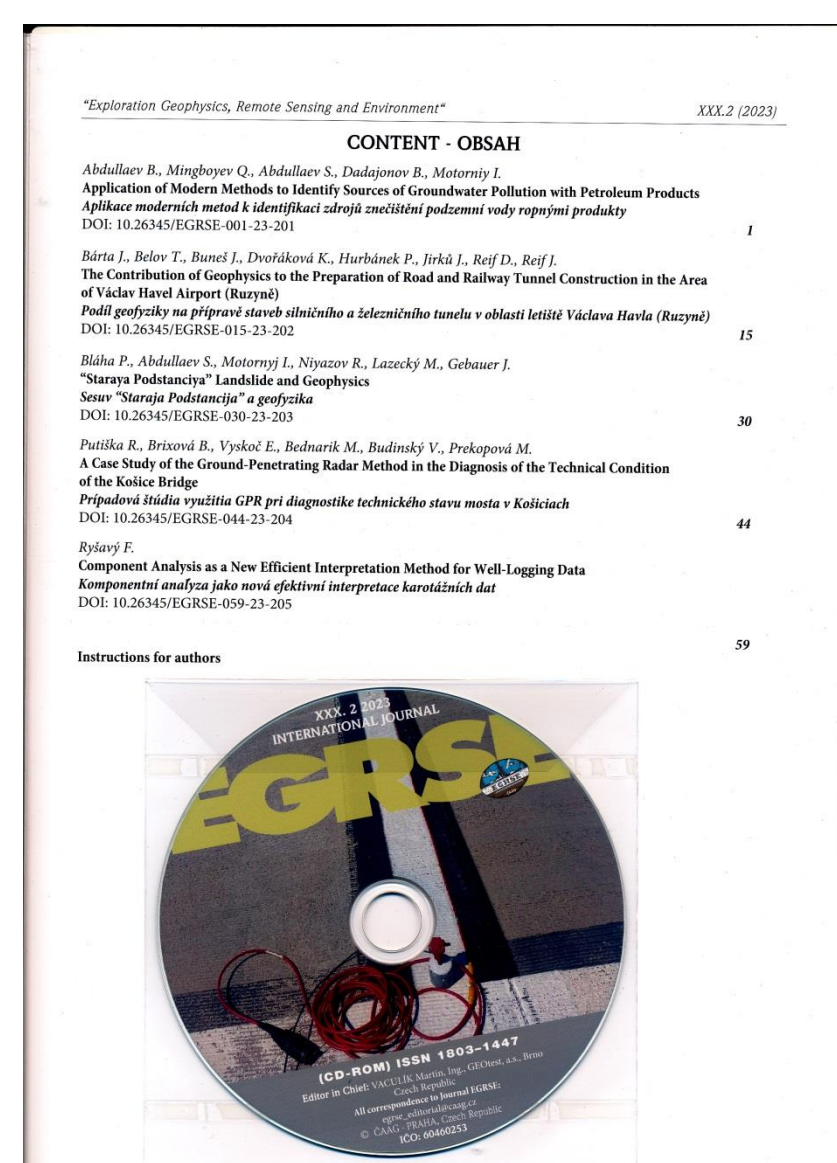 "Exploration Geophysics, Remote Sensing and Environment" XXX.2 (2023)
CONTENT - OBSAH
Abdullaev B., Mingboyev Q., Abdullaev S., Dadajonov B., Motorniy I.
Application of Modern Methods to Identify Sources of Groundwater Pollution with Petroleum Products
Aplikace moderních metod k identifikaci zdrojů znečištění podzemní vody ropnými produkty
DOI: 10.26345/EGRSE-001-23-201 1
Bárta J., Belov T., Buneš J., Dvořáková K., Hurbánek P., Jirků J., Reif D., Reif J.
The Contribution of Geophysics to the Preparation of Road and Railway Tunnel Construction in the Area
of Václav Havel Airport (Ruzyně)
Podíl geofyziky na přípravě staveb silničního a železničního tunelu v oblasti letiště Václava Havla (Ruzyně)
DOI: 10.26345/EGRSE-015-23-202 15
Bláha P., Abdullaev S., Motornyj I., Niyazov R., Lazecký M., Gebauer J.
"Staraya Podstanciya" Landslide and Geophysics
Sesuv "Staraja Podstancija" a geofyzika
DOI: 10.26345/EGRSE-030-23-203 30
Putiška R., Brixová B., Vyskoč E., Bednarik M., Budinský V., Prekopová M.
A Case Study of the Ground-Penetrating Radar Method in the Diagnosis of the Technical Condition
of the Košice Bridge
Prípadová štúdia využitia GPR pri diagnostike technického stavu mosta v Košiciach
DOI: 10.26345/EGRSE-044-23-204 44
Ryšavý F.
Component Analysis as a New Efficient Interpretation Method for Well-Logging Data
Komponentní analýza jako nová efektivní interpretace karotážních dat
DOI: 10.26345/EGRSE-059-23-205
59
Instructions for authors
XXX. 2 2023
INTERNATIONAL JOURNAL
EGRSE
EGRSE
(CD-ROM) ISSN 1803-1447
Editor in Chief: VACULÍK Martin, Ing., GEOtest, a.s., Brno
Czech Republic
All correspondence to Journal EGRSE:
egrse_editorial@caag.cz
© ČAAG - PRAHA, Czech Republic
IČO: 60460253